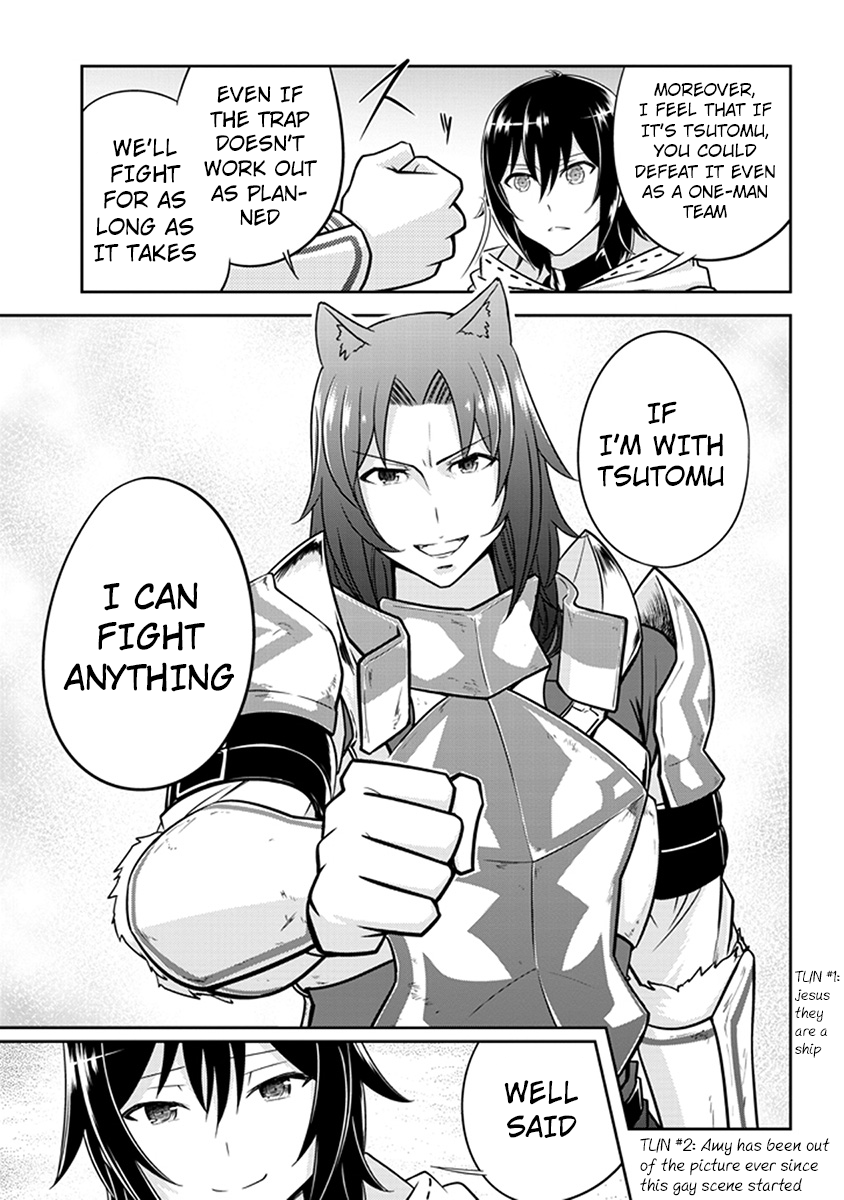 MOREOVER,
I FEEL THAT IF
IT'S TSUTOMU,
YOU COULD
DEFEAT IT EVEN
AS A ONE-MAN
TEAM
EVEN IF
THE TRAP
DOESN'T
WORK OUT
AS PLAN-
NED
WE'LL
FIGHT
FOR AS
LONG AS
IT TAKES
IF
I'M WITH
TSUTOMU
I CAN
FIGHT
ANYTHING
TL/N #1:
jesus
they
are a
ship
WELL
SAID
TL/N #2: Amy has been out
of the picture ever since
this gay scene started